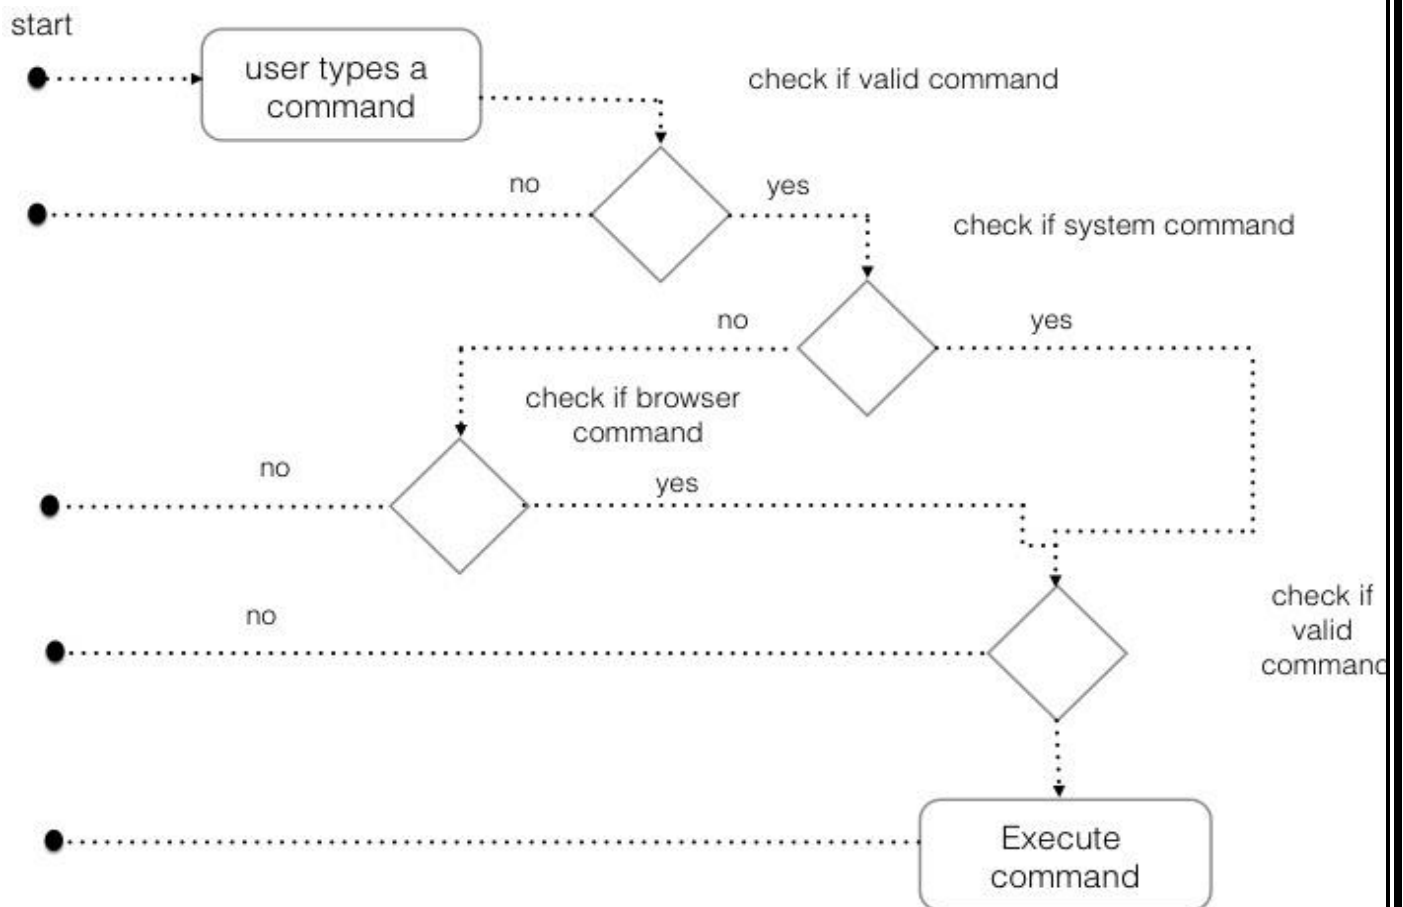 start
user types a
command
check if valid command
no
yes
check if system command
no
yes
check if browser
command
no
yes
check if
valid
command
no
Execute
command